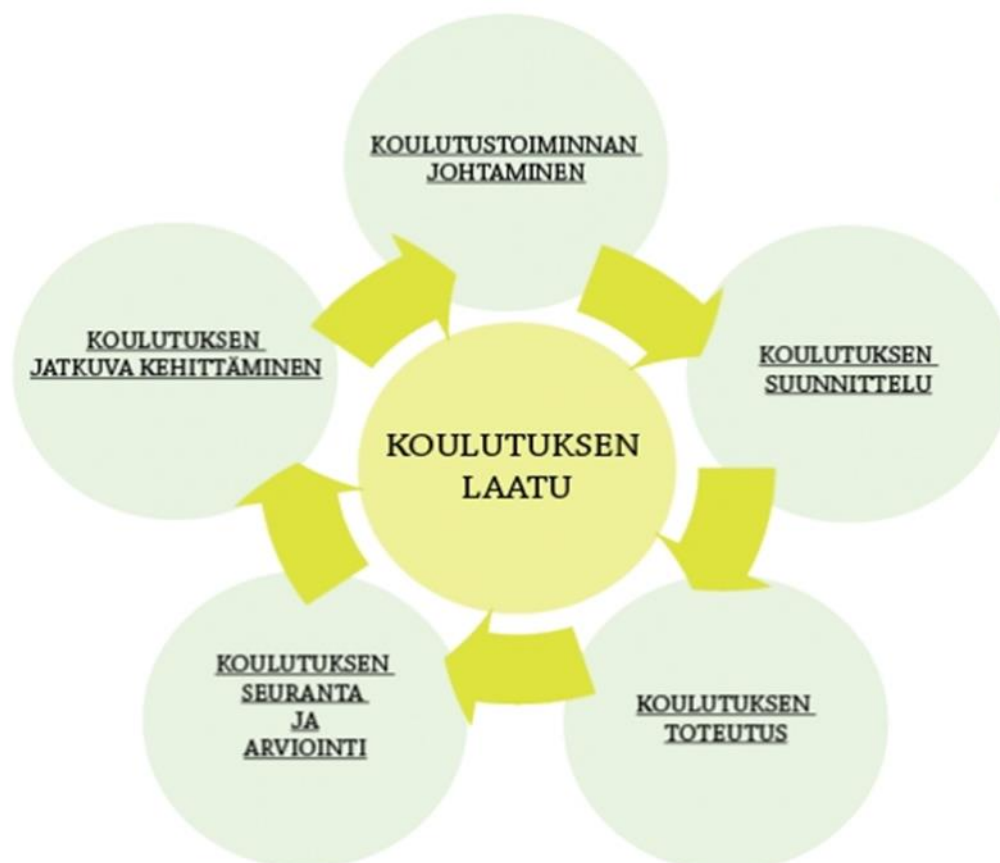 KOULUTUSTOIMINNAN
JOHTAMINEN
KOULUTUKSEN
SUUNNITTELU
KOULUTUKSEN
TOTEUTUS
KOULUTUKSEN
SEURANTA
JA
ARVIOINTI
KOULUTUKSEN
JATKUVA KEHITTÄMINEN
KOULUTUKSEN
LAATU